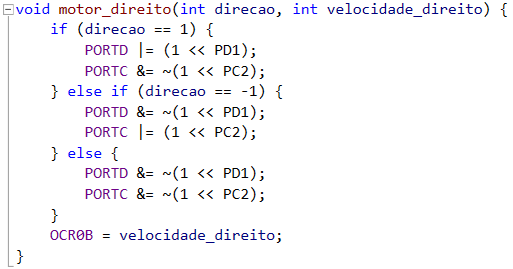 void motor_direito(int direcao, int velocidade_direito) {
    if (direcao == 1) {
        PORTD |= (1 << PD1);
        PORTC &= ~(1 << PC2);
    } else if (direcao == -1) {
        PORTD &= ~(1 << PD1);
        PORTC |= (1 << PC2);
    } else {
        PORTD &= ~(1 << PD1);
        PORTC &= ~(1 << PC2);
    }
    OCR0B = velocidade_direito;
}